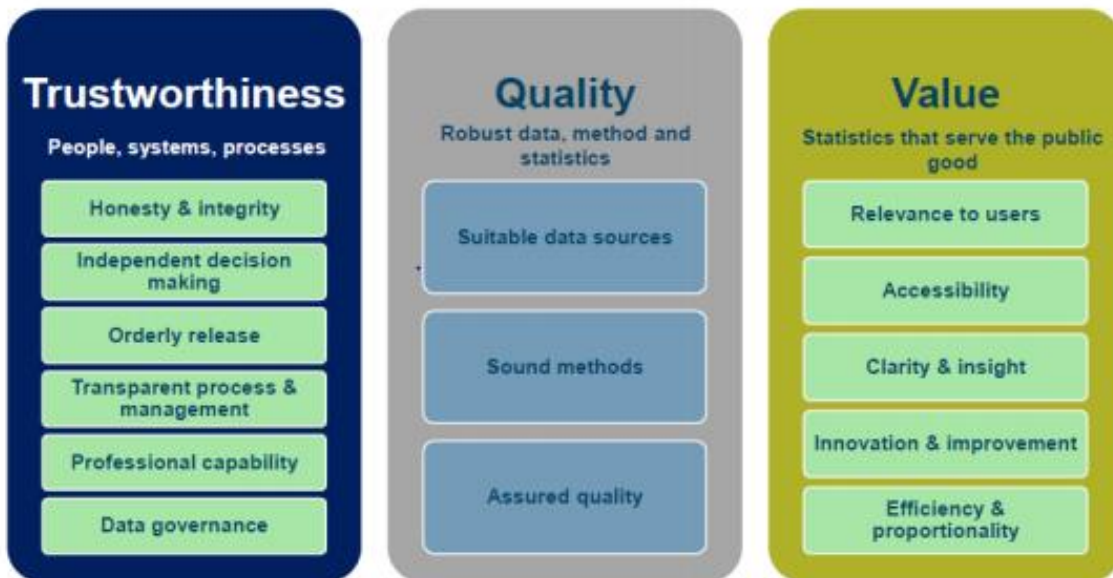 Trustworthiness
People, systems, processes
Honesty & integrity
Independent decision
making
Orderly release
Transparent process &
management
Professional capability
Data governance
Quality
Robust data, method and
statistics
Suitable data sources
Sound methods
Assured quality
Value
Statistics that serve the public
good
Relevance to users
Accessibility
Clarity & insight
Innovation & improvement
Efficiency &
proportionality